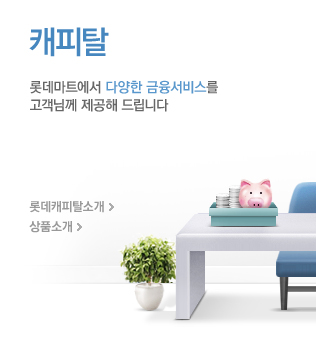 캐피탈
롯데마트에서 다양한 금융서비스를
고객님께 제공해 드립니다
롯데캐피탈소개 >
상품소개 >